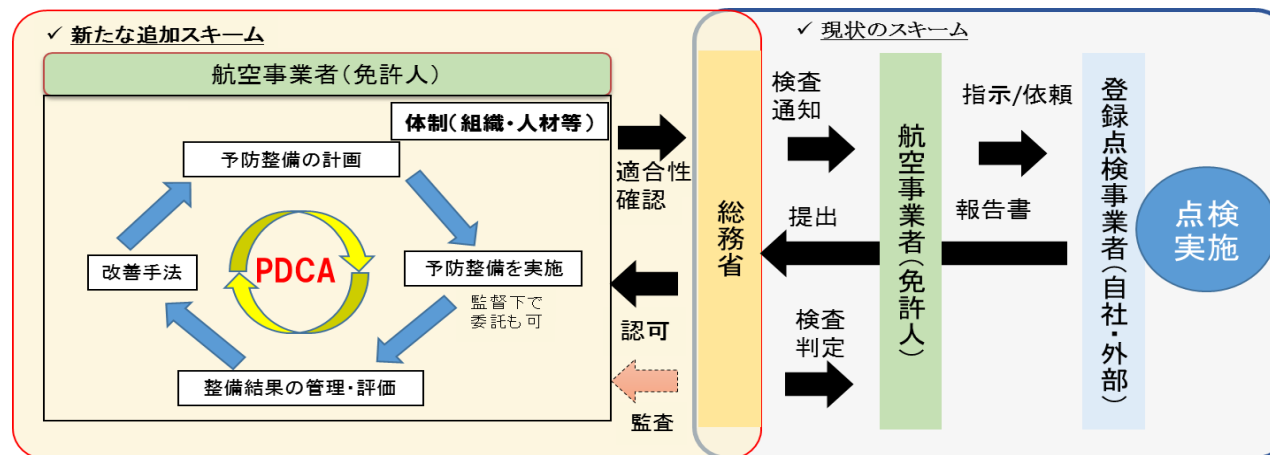 ✓ 新たな追加スキーム
航空事業者(免許人)
体制(組織・人材等)
予防整備の計画
予防整備を実施
監督下で
委託も可
整備結果の管理・評価
改善手法
PDCA
適合性
確認
認可
監査
総務省
✓ 現状のスキーム
検査
通知
提出
検査
判定
航空事業者(免許人)
指示/依頼
報告書
登録点検事業者(自社・外部)
点検
実施